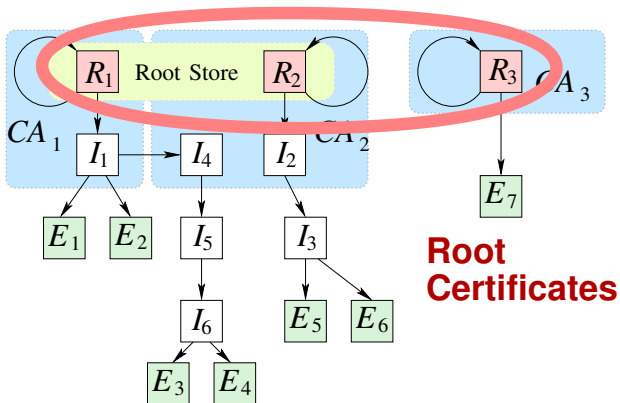 R1 Root Store R2 R3
CA1 CA2 CA3
I1 I4 I2
E1 E2 I5 I3 E7
Root
Certificates
I6 E5 E6
E3 E4